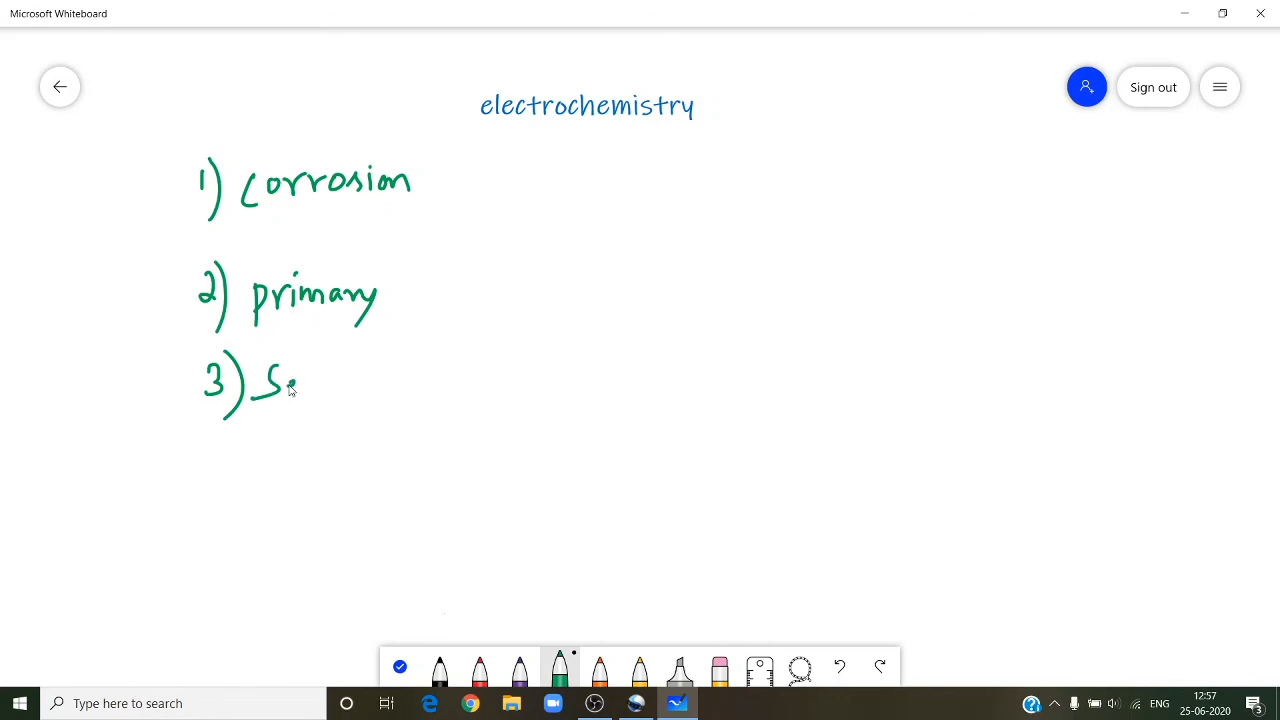 Microsoft Whiteboard
Sign out
electrochemistry
1) corrosion
2) primary
3) S
Type here to search
ENG
12:57
25-06-2020
3